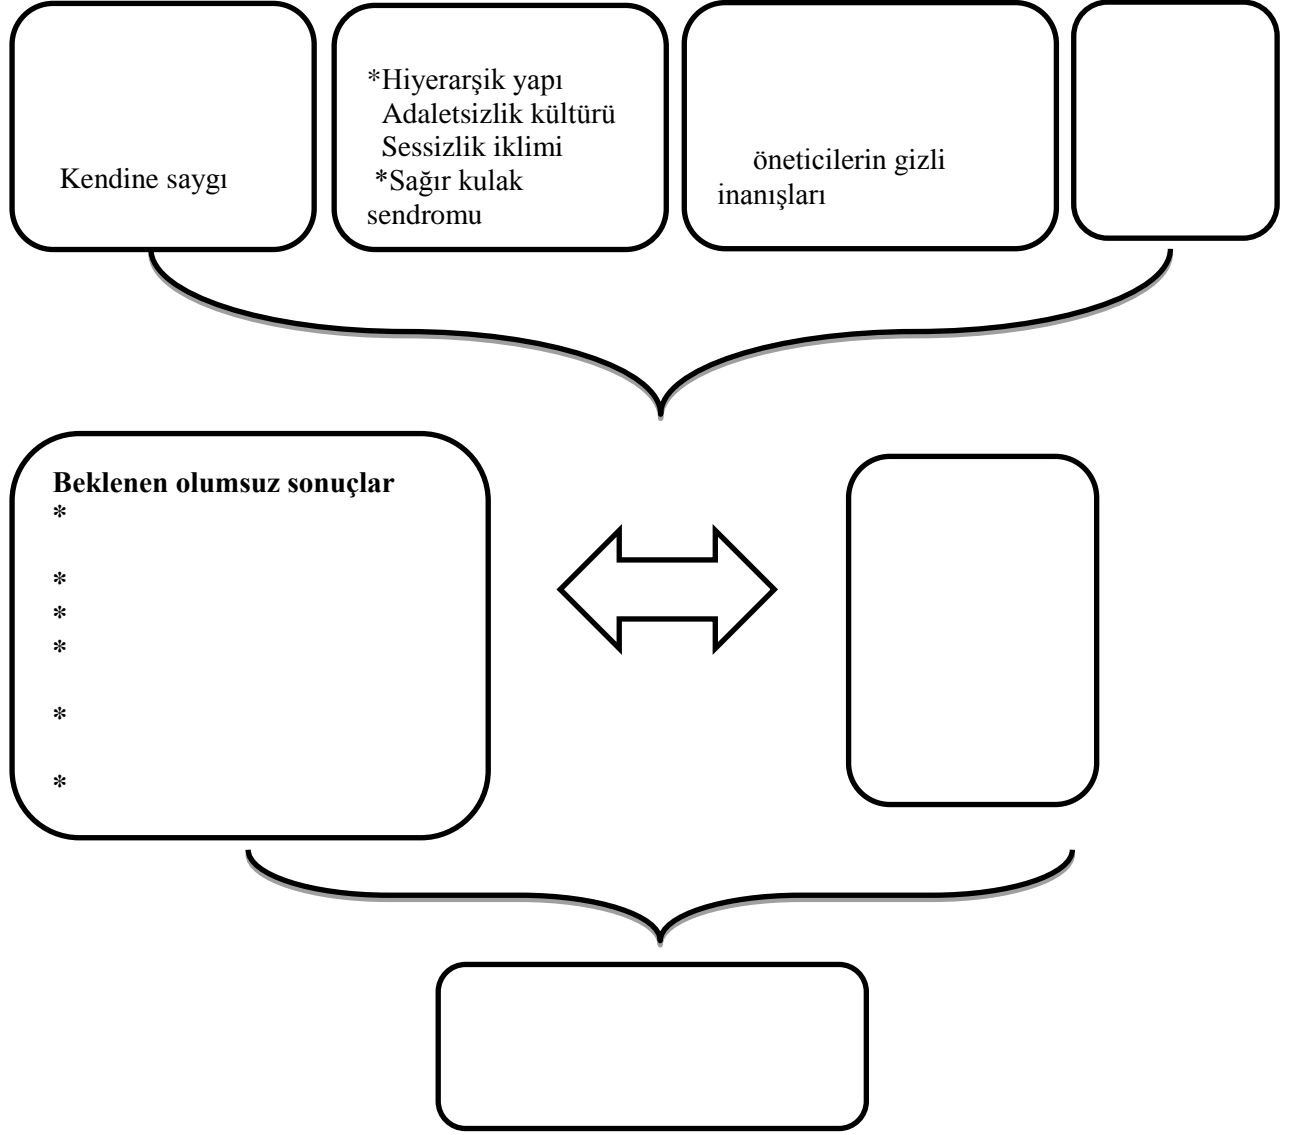 Kendine saygı
*Hiyerarşik yapı
Adaletsizlik kültürü
Sessizlik iklimi
*Sağır kulak
sendromu
öneticilerin gizli
inanışları
Beklenen olumsuz sonuçlar
*
*
*
*
*
*